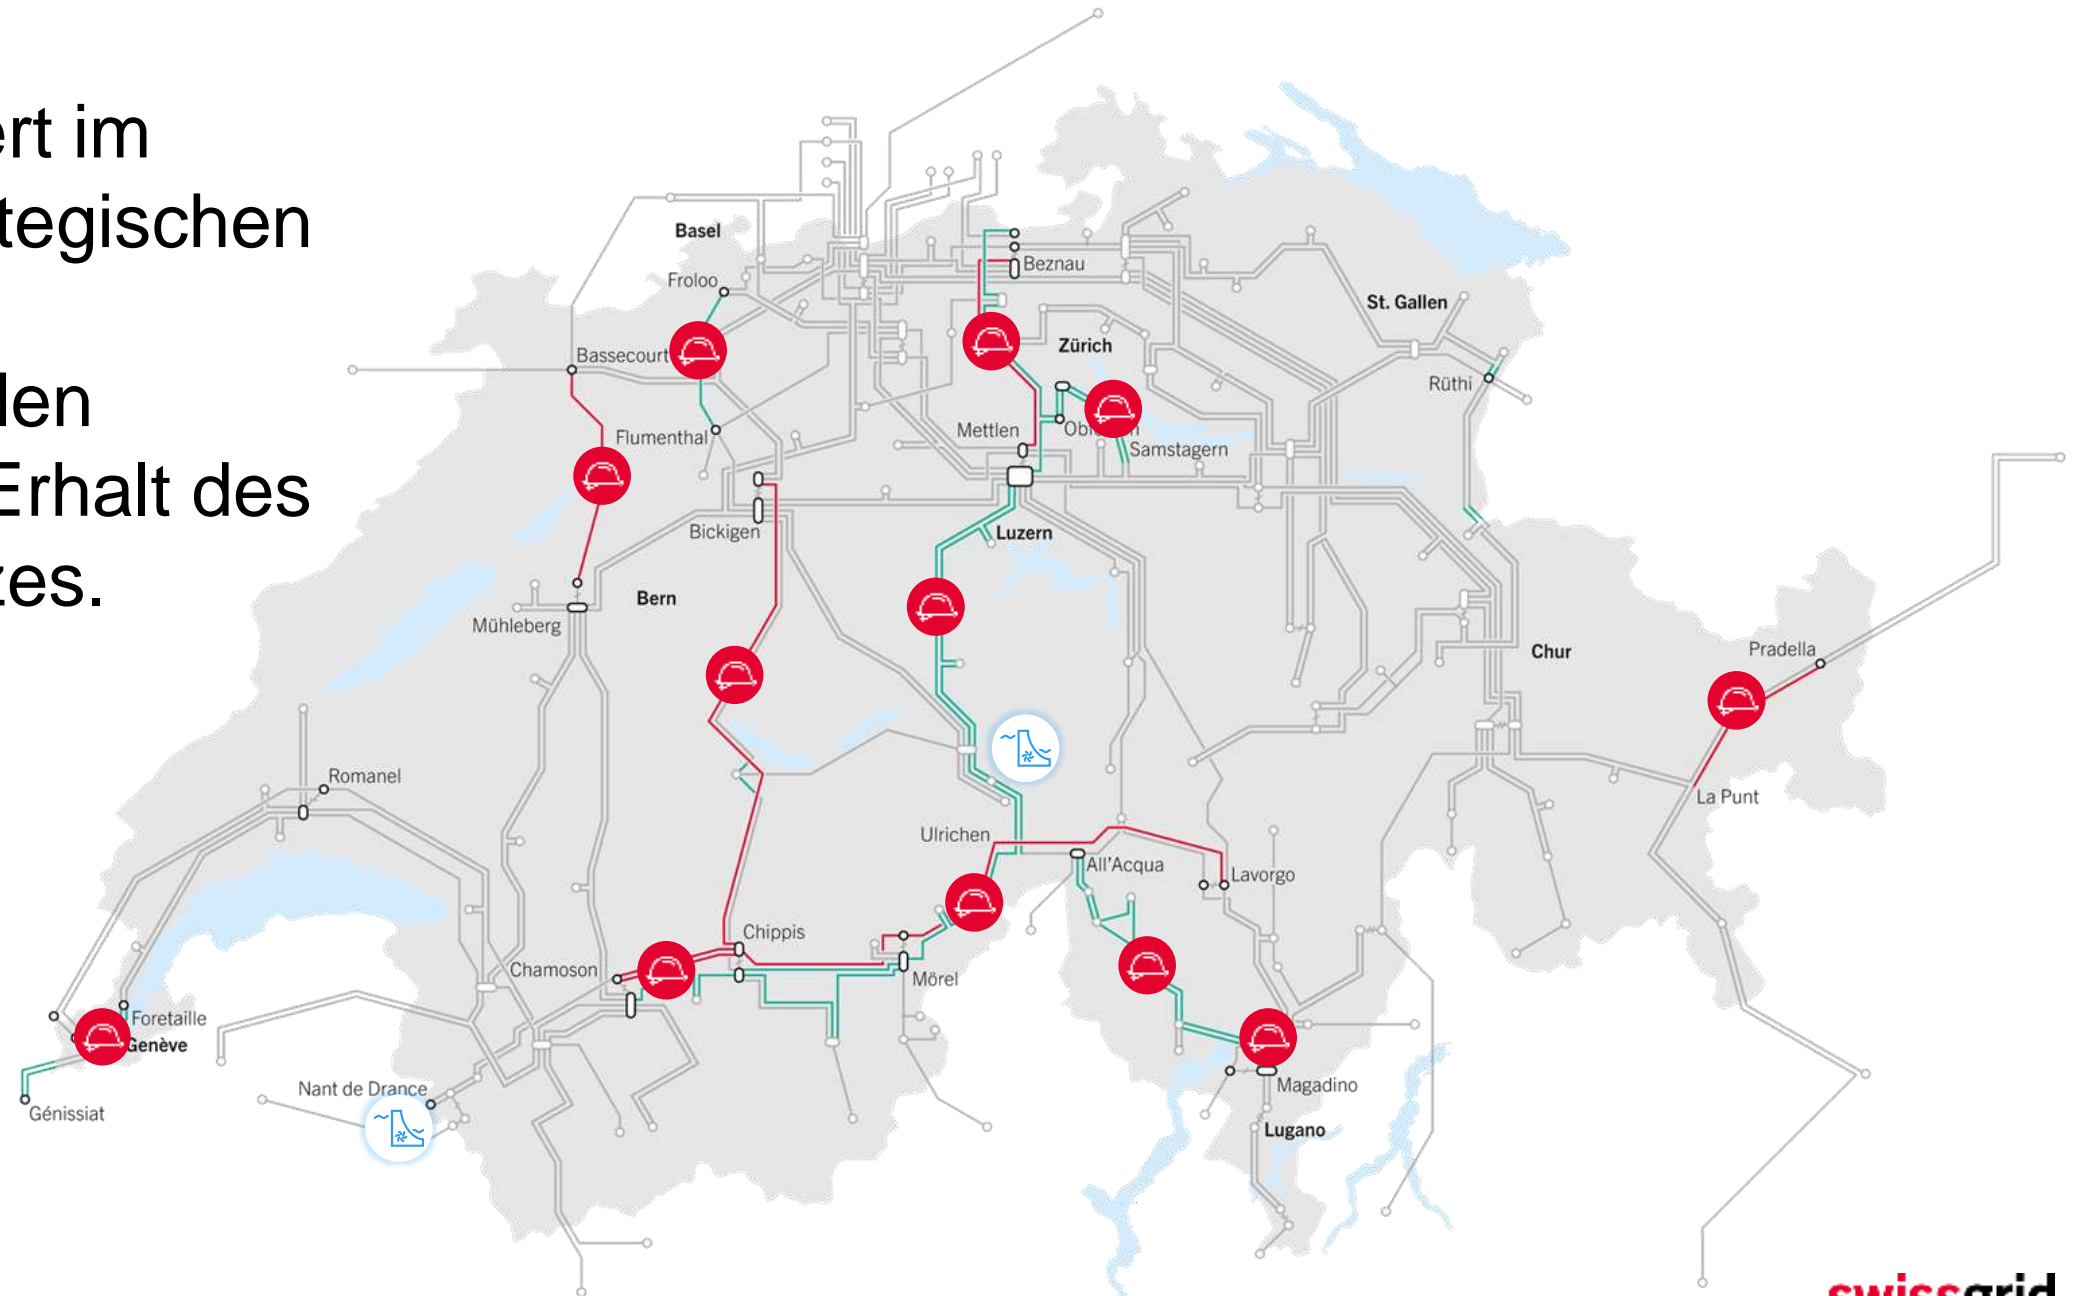 ert im
tegischen
den
Erhalt des
zes.
Basel
Froloo
Beznau
St. Gallen
Bassecourt
Zürich
Rüthi
Flumenthal
Mettlen
Samstagern
Bickigen
Luzern
Bern
Mühleberg
Chur
Pradella
Romanel
La Punt
Ulrichen
All'Acqua
Lavorgo
Chippis
Chamoson
Mörel
Foretaille
Genève
Nant de Drance
Magadino
Génissiat
Lugano
swissgrid